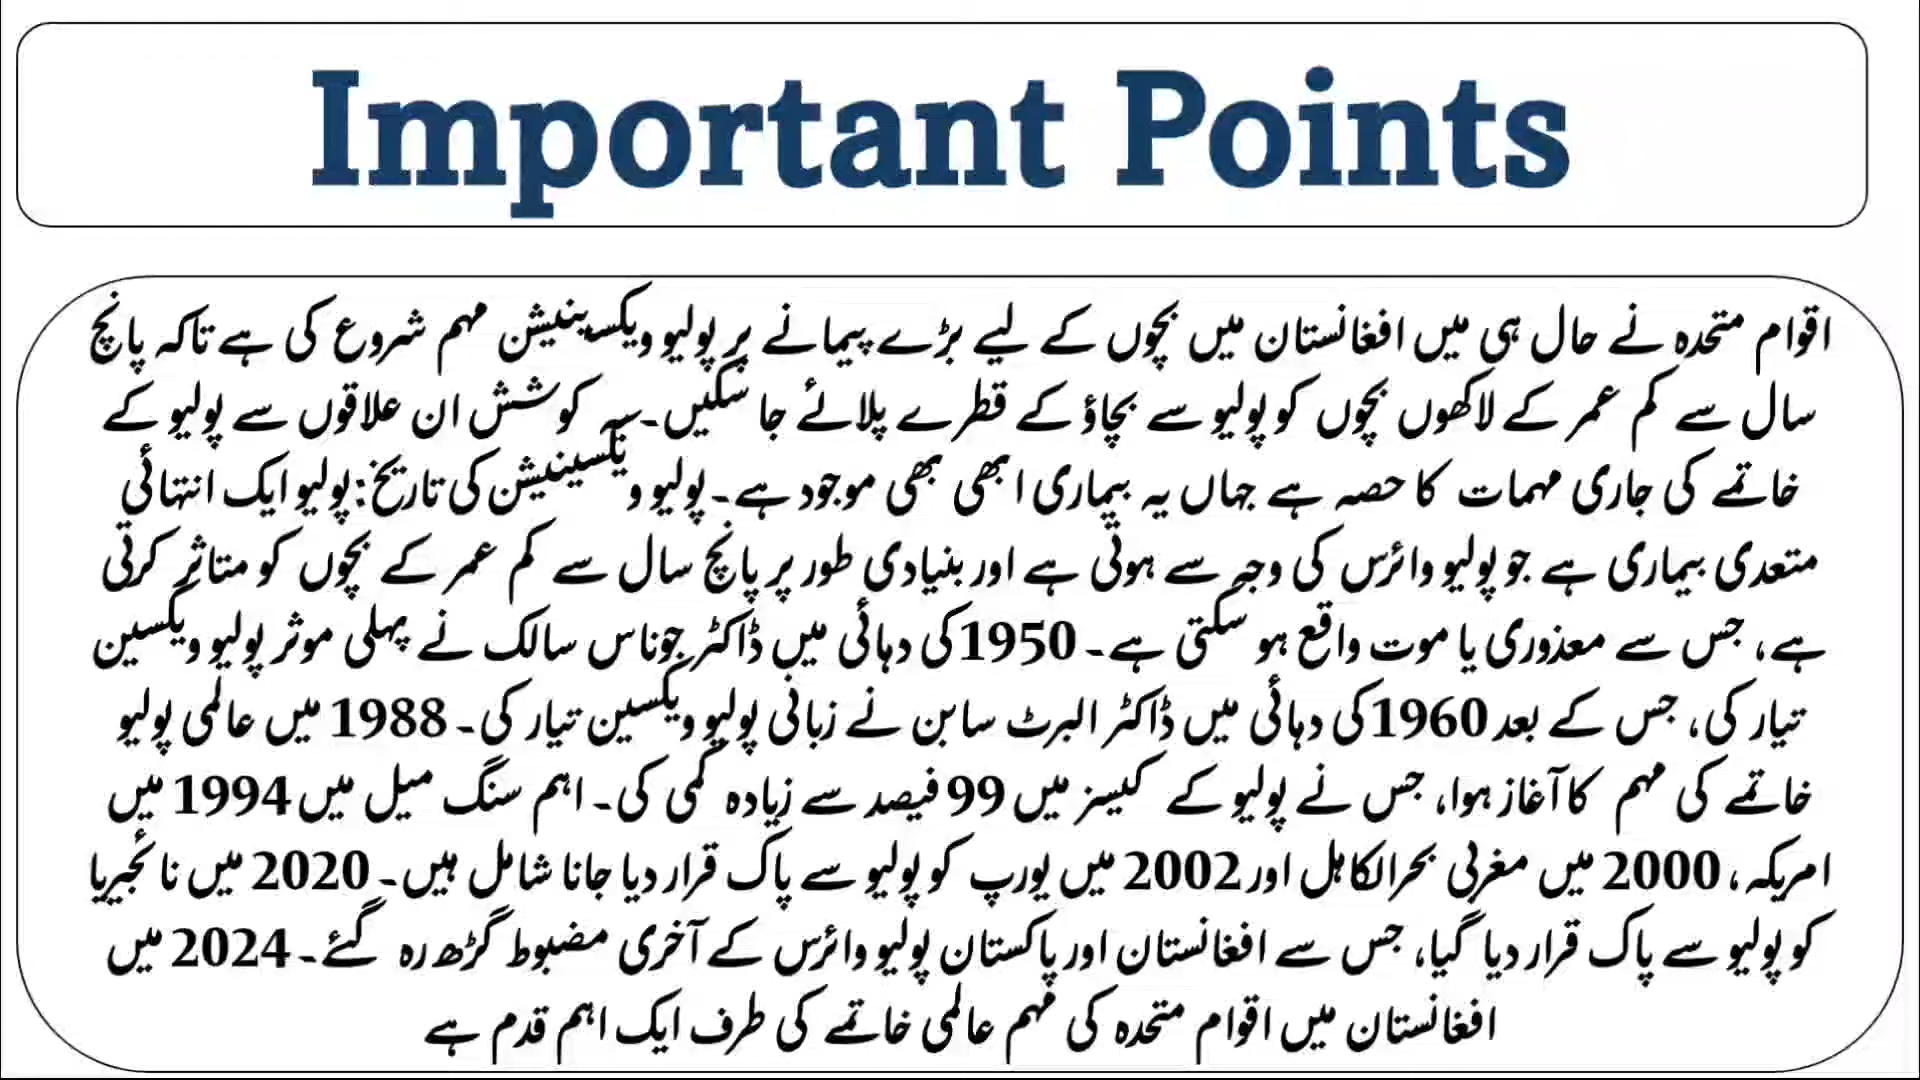 Important Points
اقوام متحدہ نے حال ہی میں افغانستان میں بچوں کے لیے بڑے پیمانے پر پولیو ویکسینیشن مہم شروع کی ہے تاکہ پانچ
سال سے کم عمر کے لاکھوں بچوں کو پولیو سے بچاؤ کے قطرے پلائے جا سکیں۔ یہ کوشش ان علاقوں سے پولیو کے
خاتمے کی جاری مہمات کا حصہ ہے جہاں یہ بیماری ابھی بھی موجود ہے۔ پولیو ویکسینیشن کی تاریخ: پولیو ایک انتہائی
متعدی بیماری ہے جو پولیو وائرس کی وجہ سے ہوتی ہے اور بنیادی طور پر پانچ سال سے کم عمر کے بچوں کو متاثر کرتی
ہے، جس سے معذوری یا موت واقع ہو سکتی ہے۔ 1950 کی دہائی میں ڈاکٹر جوناس سالک نے پہلی موثر پولیو ویکسین
تیار کی، جس کے بعد 1960 کی دہائی میں ڈاکٹر البرٹ سابن نے زبانی پولیو ویکسین تیار کی۔ 1988 میں عالمی پولیو
خاتمے کی مہم کا آغاز ہوا، جس نے پولیو کے کیسز میں 99 فیصد سے زیادہ کمی کی۔ اہم سنگ میل میں 1994 میں
امریکہ، 2000 میں مغربی بحرالکاہل اور 2002 میں یورپ کو پولیو سے پاک قرار دیا جانا شامل ہیں۔ 2020 میں نائجیریا
کو پولیو سے پاک قرار دیا گیا، جس سے افغانستان اور پاکستان پولیو وائرس کے آخری مضبوط گڑھ رہ گئے۔ 2024 میں
افغانستان میں اقوام متحدہ کی مہم عالمی خاتمے کی طرف ایک اہم قدم ہے